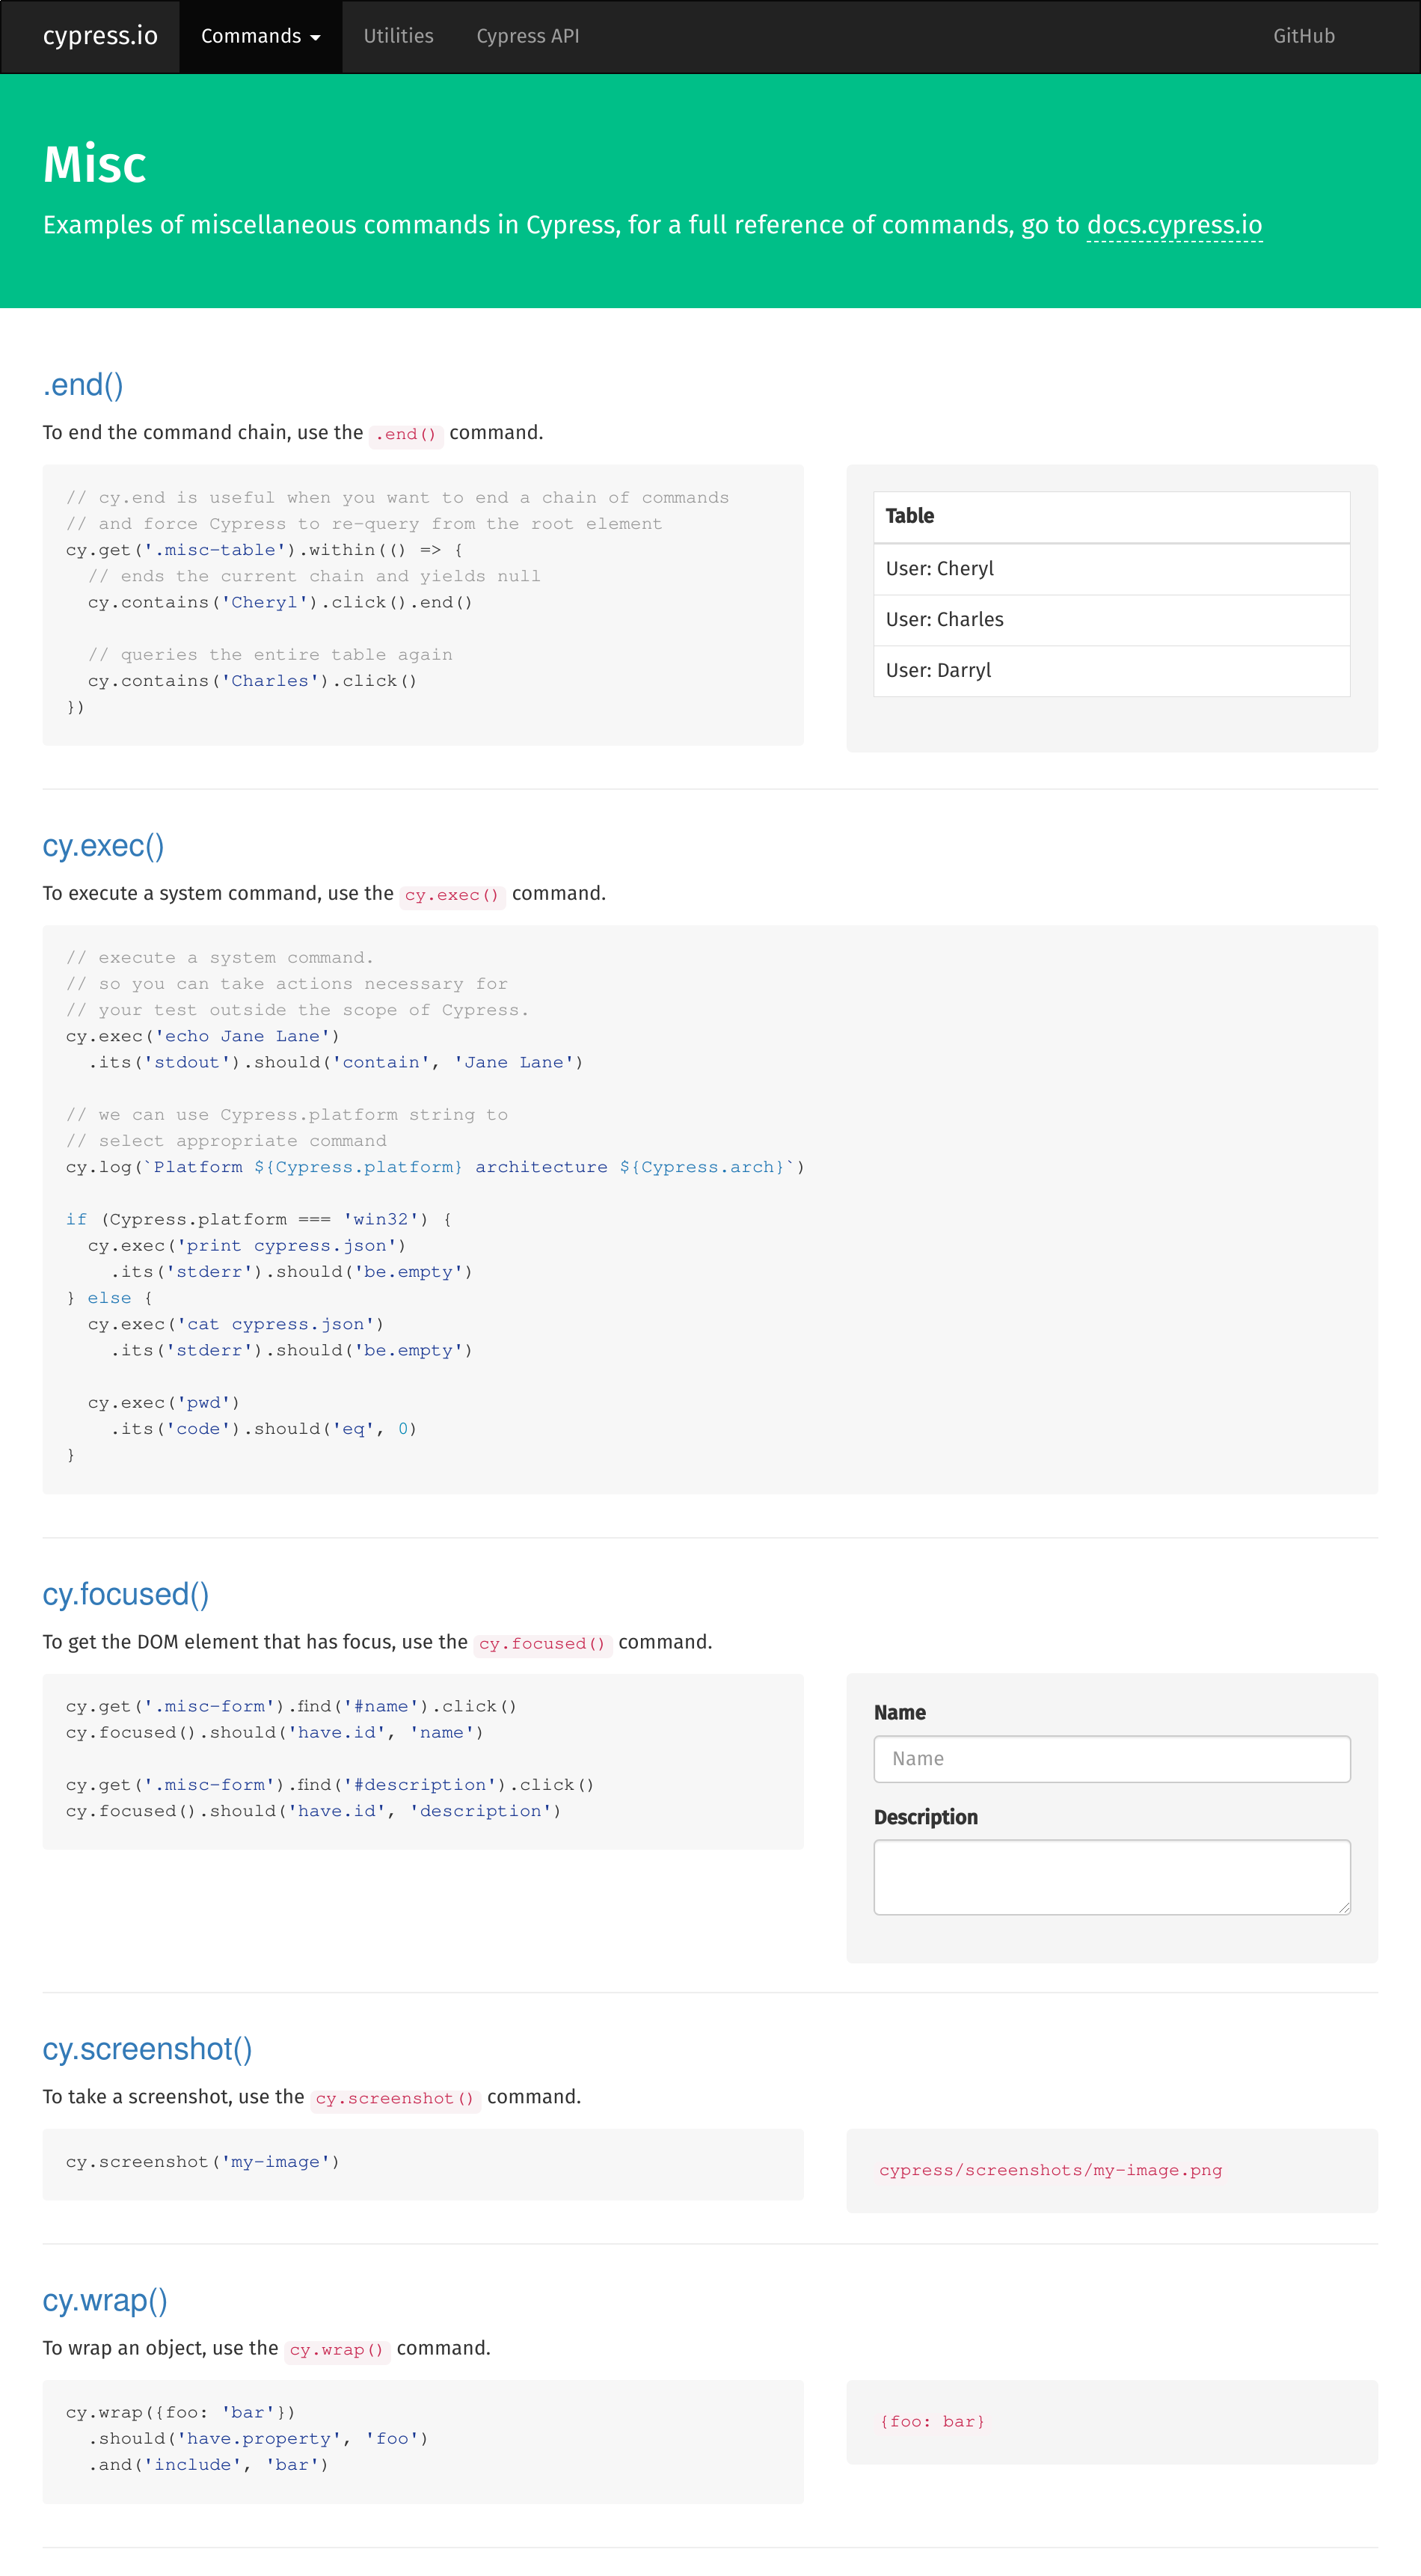 cypress.io Commands Utilities Cypress API GitHub
Misc
Examples of miscellaneous commands in Cypress, for a full reference of commands, go to docs.cypress.io
.end()
To end the command chain, use the .end() command.
// cy.end is useful when you want to end a chain of commands
// and force Cypress to re-query from the root element
cy.get('.misc-table').within(() => {
  // ends the current chain and yields null
  cy.contains('Cheryl').click().end()
  // queries the entire table again
  cy.contains('Charles').click()
})
Table
User: Cheryl
User: Charles
User: Darryl
cy.exec()
To execute a system command, use the cy.exec() command.
// execute a system command.
// so you can take actions necessary for
// your test outside the scope of Cypress.
cy.exec('echo Jane Lane')
  .its('stdout').should('contain', 'Jane Lane')
// we can use Cypress.platform string to
// select appropriate command
cy.log(`Platform ${Cypress.platform} architecture ${Cypress.arch}`)
if (Cypress.platform === 'win32') {
  cy.exec('print cypress.json')
    .its('stderr').should('be.empty')
} else {
  cy.exec('cat cypress.json')
    .its('stderr').should('be.empty')
  cy.exec('pwd')
    .its('code').should('eq', 0)
}
cy.focused()
To get the DOM element that has focus, use the cy.focused() command.
cy.get('.misc-form').find('#name').click()
cy.focused().should('have.id', 'name')
cy.get('.misc-form').find('#description').click()
cy.focused().should('have.id', 'description')
Name
Name
Description
cy.screenshot()
To take a screenshot, use the cy.screenshot() command.
cy.screenshot('my-image')
cypress/screenshots/my-image.png
cy.wrap()
To wrap an object, use the cy.wrap() command.
cy.wrap({foo: 'bar'})
  .should('have.property', 'foo')
  .and('include', 'bar')
{foo: bar}